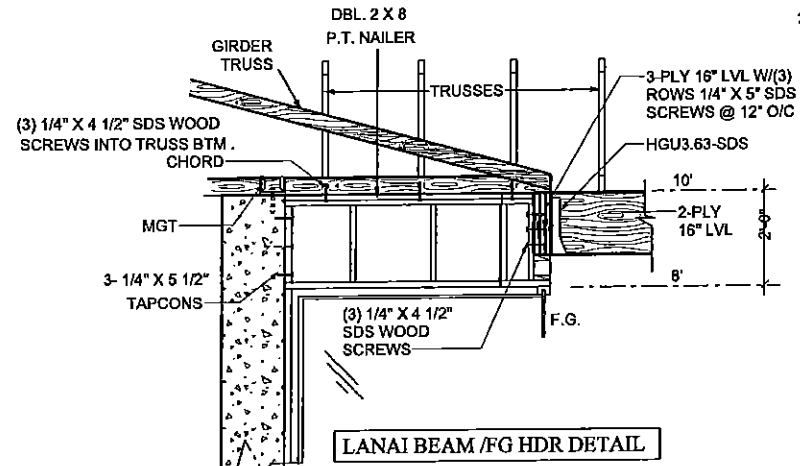 DBL. 2 X 8
P.T. NAILER
GIRDER
TRUSS
TRUSSES
3-PLY 16" LVL W/(3)
ROWS 1/4" X 5" SDS
SCREWS @ 12" O/C
(3) 1/4" X 4 1/2" SDS WOOD
SCREWS INTO TRUSS BTM.
CHORD
HGU3.63-SDS
10'
MGT
2-PLY
16" LVL
2'-0"
3- 1/4" X 5 1/2"
TAPCONS
8'
(3) 1/4" X 4 1/2"
SDS WOOD
SCREWS
F.G.
LANAI BEAM /FG HDR DETAIL